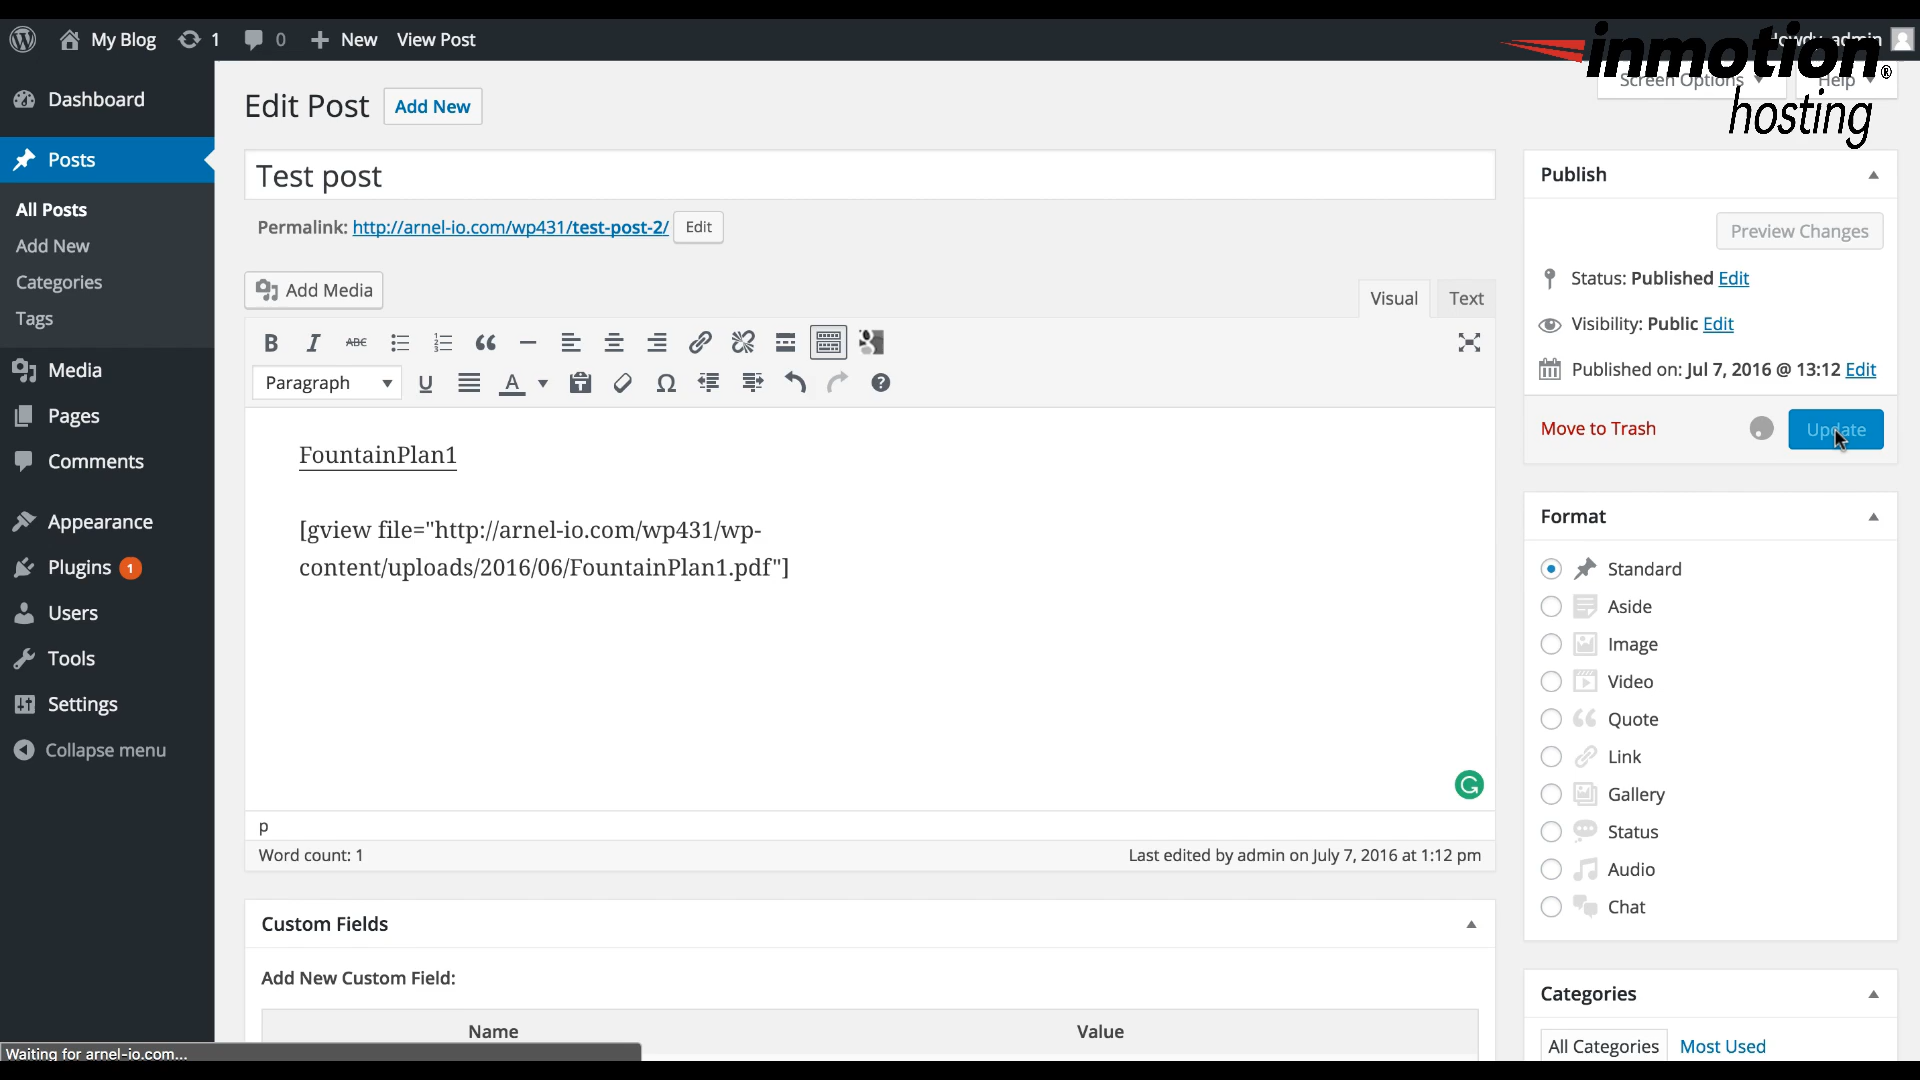 My Blog 1 0 New View Post
Howdy, admin
inmotion®
hosting
Screen Options Help
Dashboard
Posts
All Posts
Add New
Categories
Tags
Media
Pages
Comments
Appearance
Plugins 1
Users
Tools
Settings
Collapse menu
Edit Post Add New
Test post
Permalink: http://arnel-io.com/wp431/test-post-2/ Edit
Add Media
Visual Text
B I ABC
Paragraph U A Ω
FountainPlan1
[gview file="http://arnel-io.com/wp431/wp-
content/uploads/2016/06/FountainPlan1.pdf"]
p
Word count: 1 Last edited by admin on July 7, 2016 at 1:12 pm
Custom Fields
Add New Custom Field:
Name Value
Publish
Preview Changes
Status: Published Edit
Visibility: Public Edit
Published on: Jul 7, 2016 @ 13:12 Edit
Move to Trash Update
Format
Standard
Aside
Image
Video
Quote
Link
Gallery
Status
Audio
Chat
Categories
All Categories Most Used
Waiting for arnel-io.com...